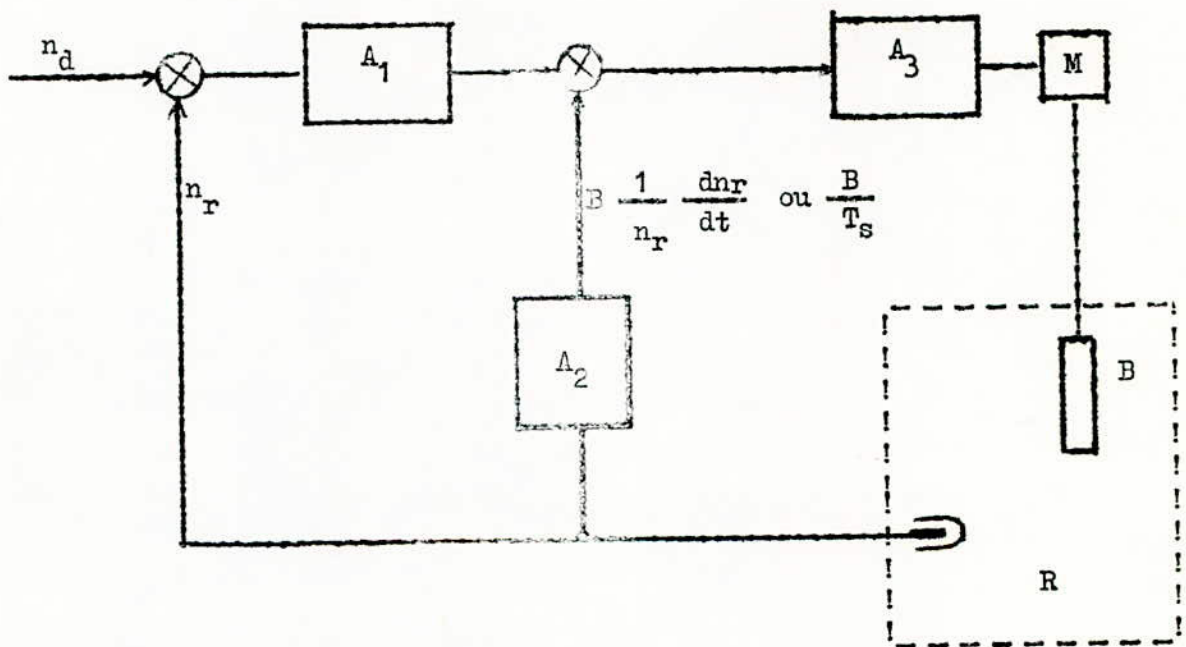 n_d
A_1
A_3
M
n_r
B 1/n_r dnr/dt ou B/T_s
A_2
B
R